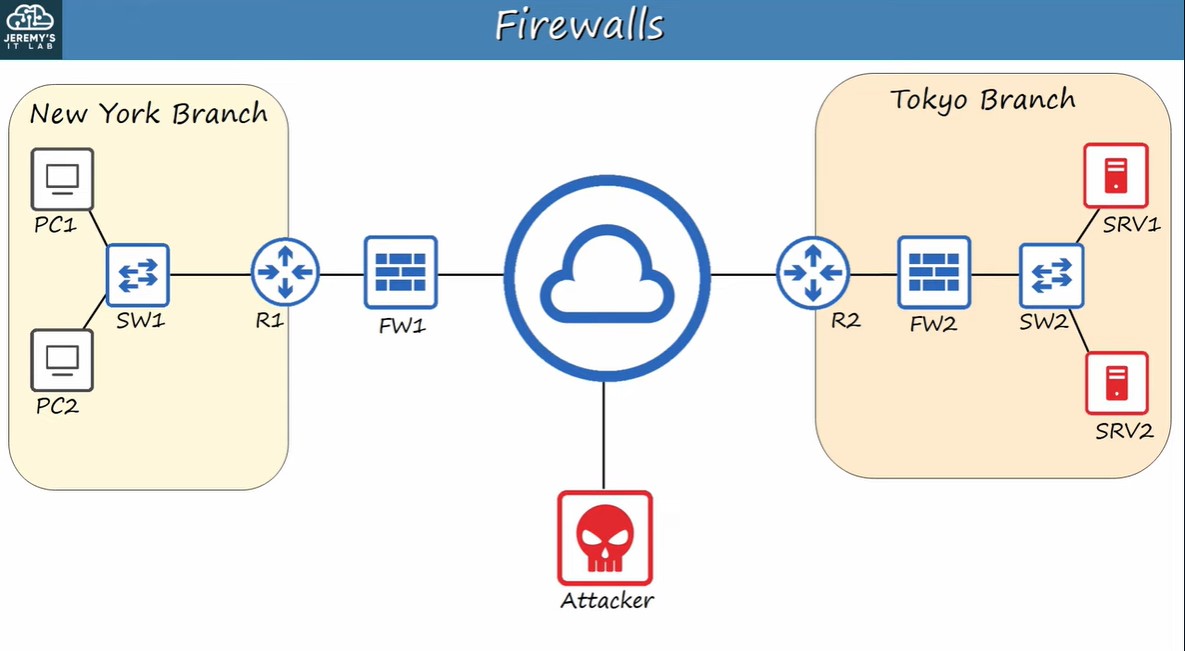 JEREMY'S
IT LAB
Firewalls
New York Branch
Tokyo Branch
PC1
SRV1
SW1
R1
FW1
R2
FW2
SW2
PC2
SRV2
Attacker